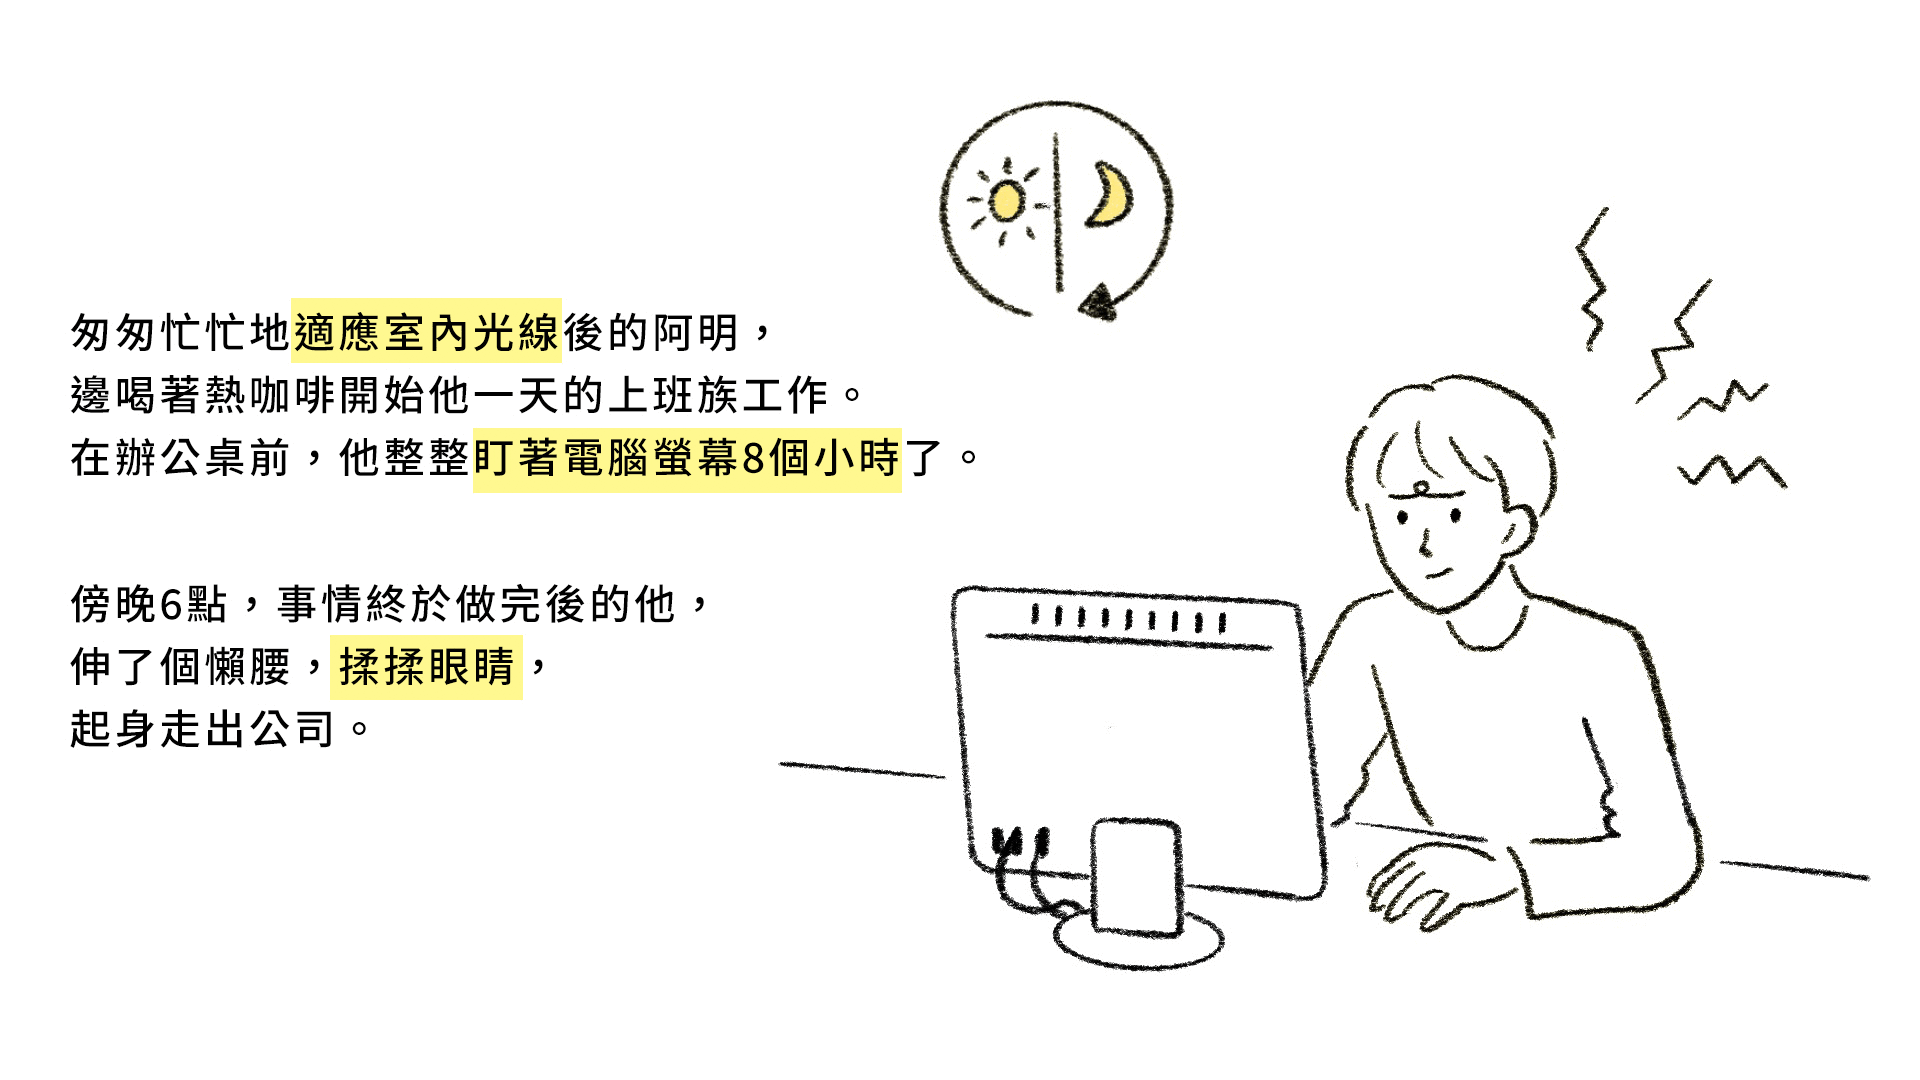 匆匆忙忙地適應室內光線後的阿明，
邊喝著熱咖啡開始他一天的上班族工作。
在辦公桌前，他整整盯著電腦螢幕8個小時了。
傍晚6點，事情終於做完後的他，
伸了個懶腰，揉揉眼睛，
起身走出公司。